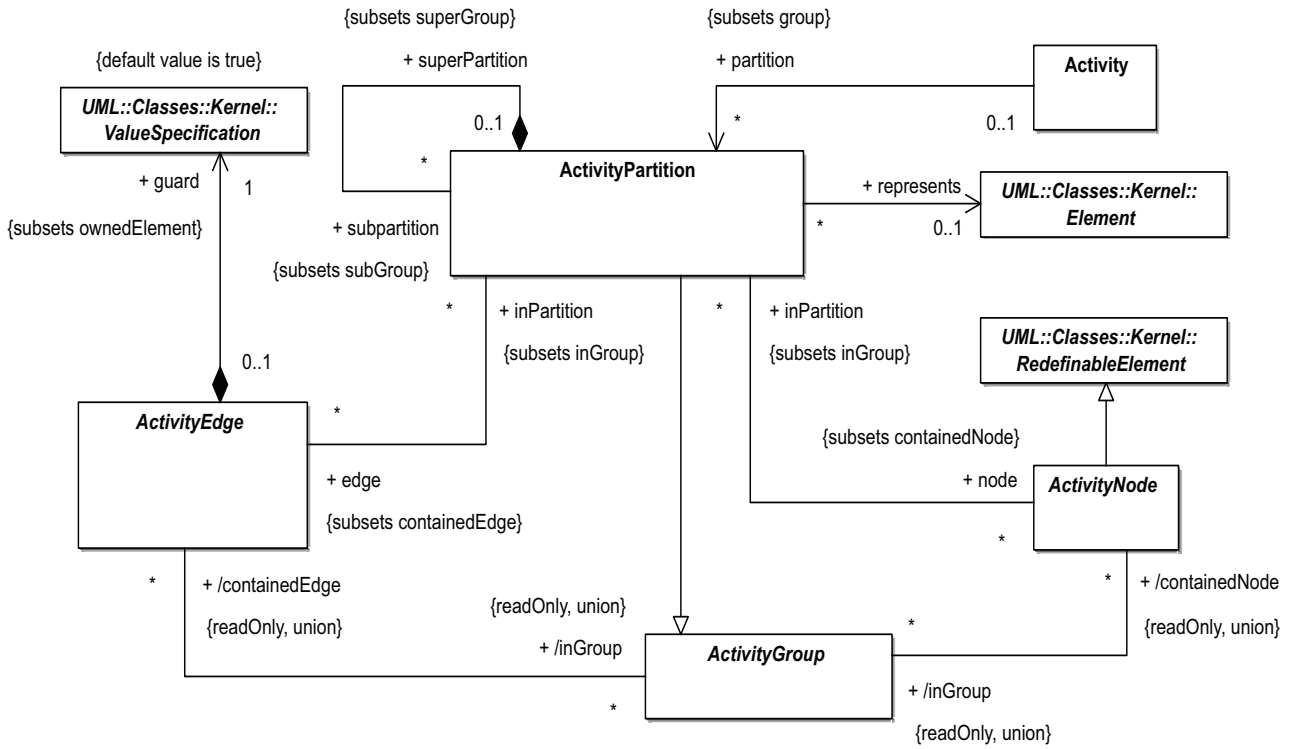 {subsets superGroup}
{subsets group}
{default value is true}
+ superPartition
+ partition
Activity
UML::Classes::Kernel::
ValueSpecification
0..1
*
0..1
*
ActivityPartition
+ guard
1
+ represents
UML::Classes::Kernel::
Element
{subsets ownedElement}
+ subpartition
*
0..1
{subsets subGroup}
*
+ inPartition
*
+ inPartition
{subsets inGroup}
{subsets inGroup}
UML::Classes::Kernel::
RedefinableElement
0..1
ActivityEdge
*
{subsets containedNode}
+ edge
+ node
ActivityNode
{subsets containedEdge}
*
*
+ /containedEdge
*
+ /containedNode
{readOnly, union}
{readOnly, union}
*
{readOnly, union}
+ /inGroup
ActivityGroup
*
+ /inGroup
{readOnly, union}